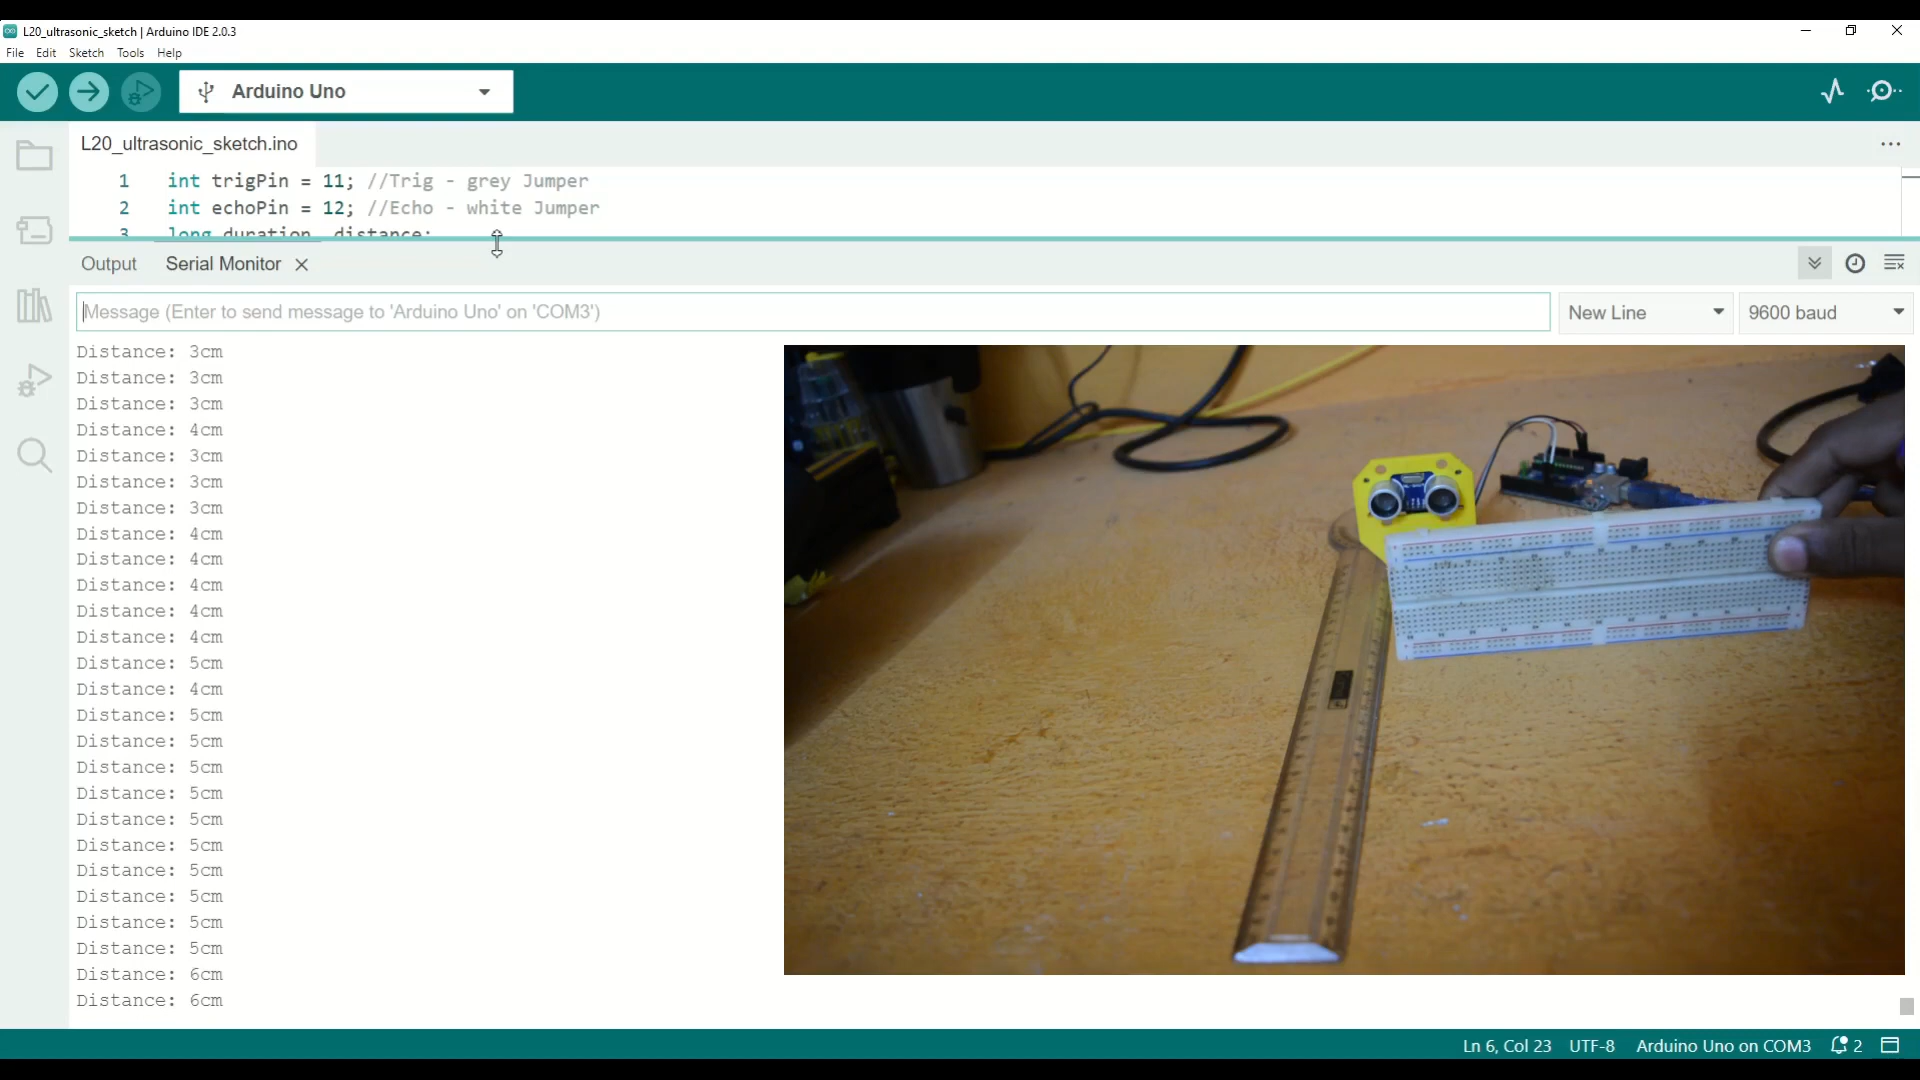 L20_ultrasonic_sketch | Arduino IDE 2.0.3
File Edit Sketch Tools Help
Arduino Uno
L20_ultrasonic_sketch.ino
1 int trigPin = 11; //Trig - grey Jumper
2 int echoPin = 12; //Echo - white Jumper
3 long duration, distance;
Output Serial Monitor
Message (Enter to send message to 'Arduino Uno' on 'COM3')
New Line
9600 baud
Distance: 3cm
Distance: 3cm
Distance: 3cm
Distance: 4cm
Distance: 3cm
Distance: 3cm
Distance: 3cm
Distance: 4cm
Distance: 4cm
Distance: 4cm
Distance: 4cm
Distance: 4cm
Distance: 5cm
Distance: 4cm
Distance: 5cm
Distance: 5cm
Distance: 5cm
Distance: 5cm
Distance: 5cm
Distance: 5cm
Distance: 5cm
Distance: 5cm
Distance: 5cm
Distance: 5cm
Distance: 6cm
Distance: 6cm
Ln 6, Col 23 UTF-8 Arduino Uno on COM3 2